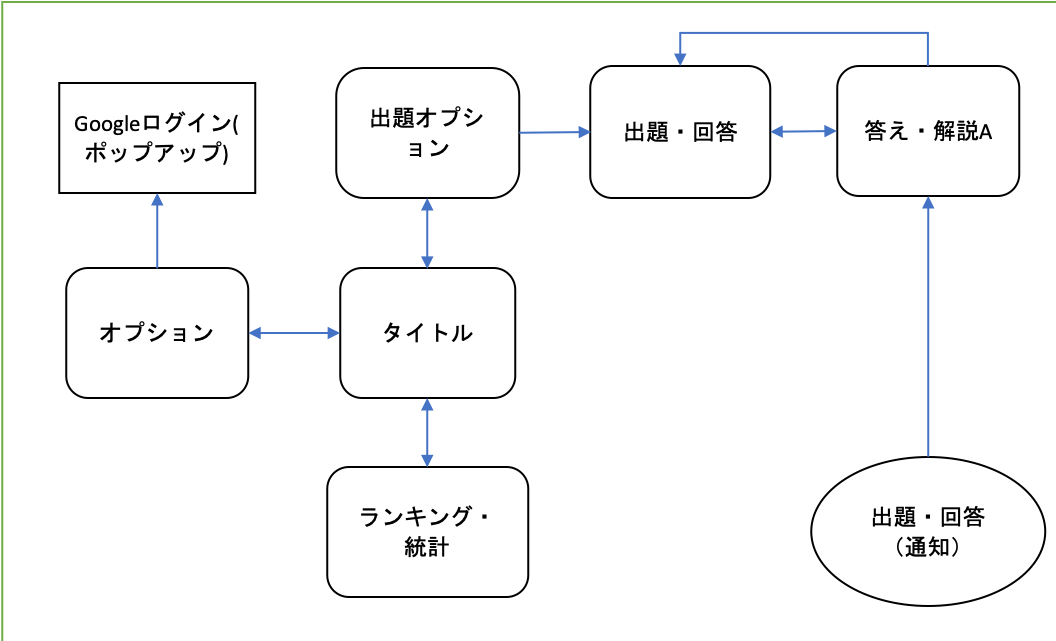 Googleログイン(
ポップアップ)
出題オプシ
ョン
出題・回答
答え・解説A
オプション
タイトル
ランキング・
統計
出題・回答
（通知）